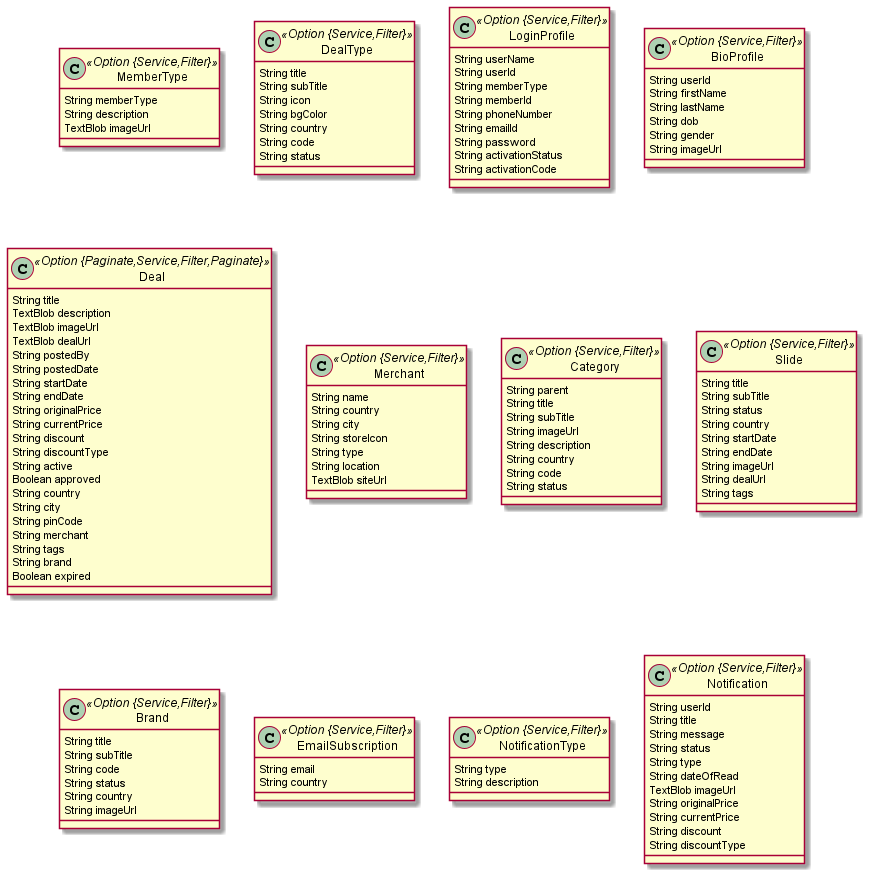 C
«Option {Service,Filter}»
MemberType
String memberType
String description
TextBlob imageUrl
C
«Option {Service,Filter}»
DealType
String title
String subTitle
String icon
String bgColor
String country
String code
String status
C
«Option {Service,Filter}»
LoginProfile
String userName
String userId
String memberType
String memberId
String phoneNumber
String emailId
String password
String activationStatus
String activationCode
C
«Option {Service,Filter}»
BioProfile
String userId
String firstName
String lastName
String dob
String gender
String imageUrl
C
«Option {Paginate,Service,Filter,Paginate}»
Deal
String title
TextBlob description
TextBlob imageUrl
TextBlob dealUrl
String postedBy
String postedDate
String startDate
String endDate
String originalPrice
String currentPrice
String discount
String discountType
String active
Boolean approved
String country
String city
String pinCode
String merchant
String tags
String brand
Boolean expired
C
«Option {Service,Filter}»
Merchant
String name
String country
String city
String storeIcon
String type
String location
TextBlob siteUrl
C
«Option {Service,Filter}»
Category
String parent
String title
String subTitle
String imageUrl
String description
String country
String code
String status
C
«Option {Service,Filter}»
Slide
String title
String subTitle
String status
String country
String startDate
String endDate
String imageUrl
String dealUrl
String tags
C
«Option {Service,Filter}»
Brand
String title
String subTitle
String code
String status
String country
String imageUrl
C
«Option {Service,Filter}»
EmailSubscription
String email
String country
C
«Option {Service,Filter}»
NotificationType
String type
String description
C
«Option {Service,Filter}»
Notification
String userId
String title
String message
String status
String type
String dateOfRead
TextBlob imageUrl
String originalPrice
String currentPrice
String discount
String discountType